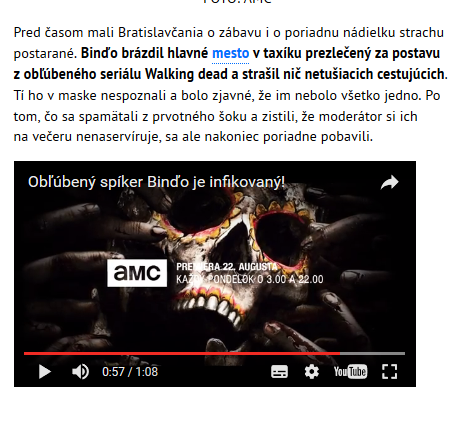 FOTO: AMC
Pred časom mali Bratislavčania o zábavu i o poriadnu nádielku strachu
postarané. Binďo brázdil hlavné mesto v taxíku prezlečený za postavu
z obľúbeného seriálu Walking dead a strašil nič netušiacich cestujúcich.
Tí ho v maske nespoznali a bolo zjavné, že im nebolo všetko jedno. Po
tom, čo sa spamätali z prvotného šoku a zistili, že moderátor si ich
na večeru nenaservíruje, sa ale nakoniec poriadne pobavili.
Obľúbený spíker Binďo je infikovaný!
aMC
PREMIÉRA 22. AUGUSTA
KAŽDÝ PONDELOK O 3.00 A 22.00
0:57 / 1:08
YouTube